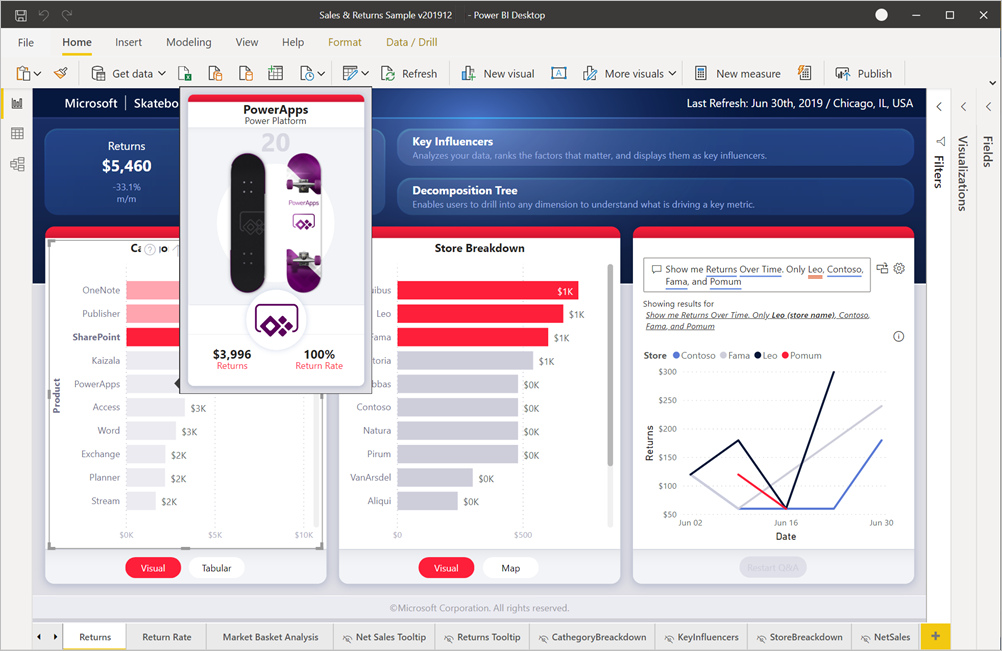 Sales & Returns Sample v201912 - Power BI Desktop
File Home Insert Modeling View Help Format Data / Drill
Get data Refresh New visual More visuals New measure Publish
Microsoft Skatebo
Last Refresh: Jun 30th, 2019 / Chicago, IL, USA
Returns
$5,460
-33.1%
m/m
PowerApps
Power Platform
20
PowerApps
$3,996
Returns
100%
Return Rate
Key Influencers
Analyzes your data, ranks the factors that matter, and displays them as key influencers.
Decomposition Tree
Enables users to drill into any dimension to understand what is driving a key metric.
Filters
Visualizations
Fields
Product
OneNote
Publisher
SharePoint
Kaizala
PowerApps
Access $3K
Word $3K
Exchange $2K
Planner $2K
Stream $2K
$0K $5K $10K
Visual Tabular
Store Breakdown
$1K
Leo $1K
$1K
$1K
$0K
Contoso $0K
Natura $0K
Pirum $0K
VanArsdel $0K
Aliqui $0K
$0 $500
Visual Map
Show me Returns Over Time. Only Leo, Contoso,
Fama, and Pomum
Showing results for
Show me Returns Over Time. Only Leo (store name), Contoso,
Fama, and Pomum
Store Contoso Fama Leo Pomum
$300
$250
$200
$150
$100
$50
Returns
Jun 02 Jun 16 Jun 30
Date
Restart Q&A
©Microsoft Corporation. All rights reserved.
Returns Return Rate Market Basket Analysis Net Sales Tooltip Returns Tooltip CathegoryBreakdown KeyInfluencers StoreBreakdown NetSales +